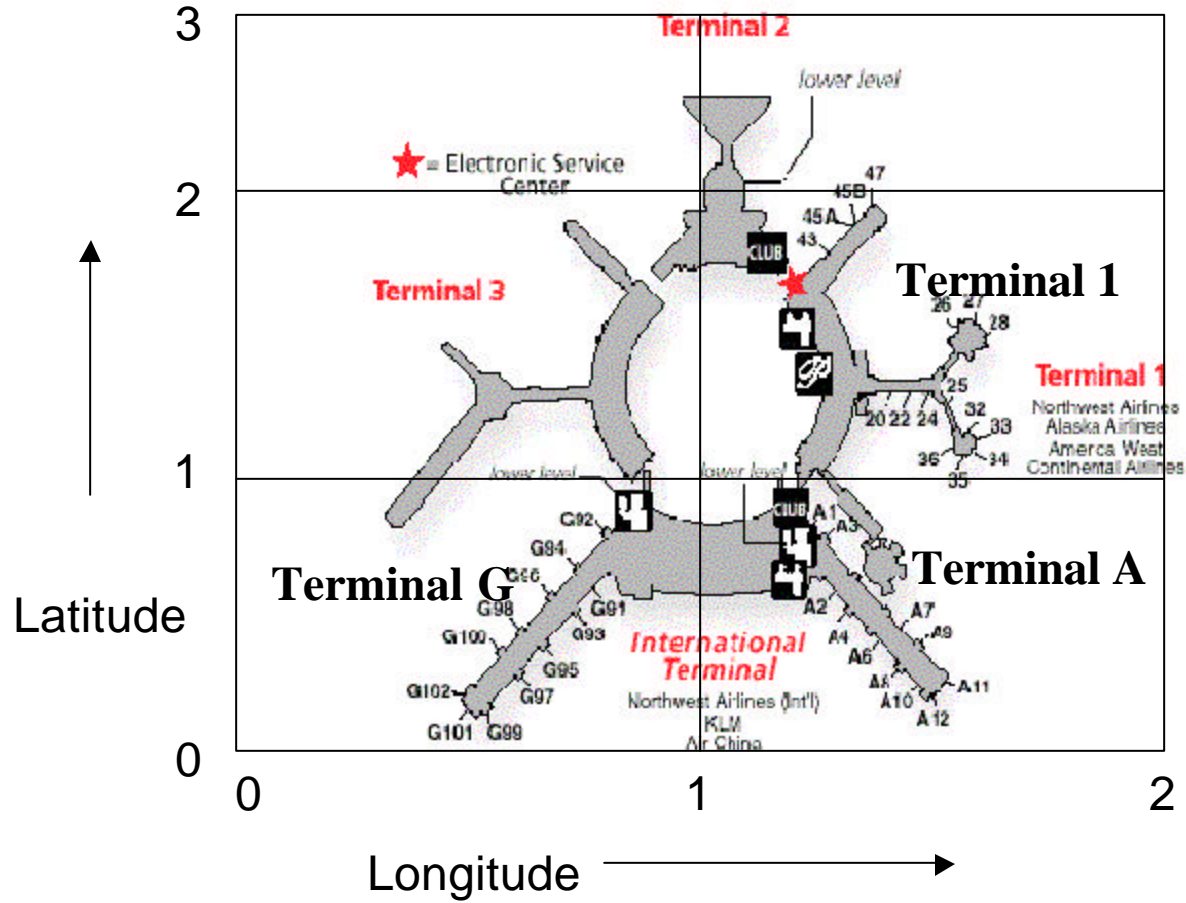 3
Terminal 2
lower level
= Electronic Service
Center
2
47
45B
45A
43
CLUB
Terminal 3
Terminal 1
26
27
28
Terminal 1
Northwest Airlines
Alaska Airlines
America West
Continental Airlines
25
20 22 24
32
33
34
35
36
1
lower level
lower level
CLUB
A1
A3
G92
G94
G96
G98
G100
G102
G101
G99
G97
G95
G93
G91
Terminal G
Terminal A
A2
A4
A6
A8
A10
A12
A7
A9
A11
International
Terminal
Northwest Airlines (Int'l)
KLM
Air China
Latitude
0
0 1 2
Longitude